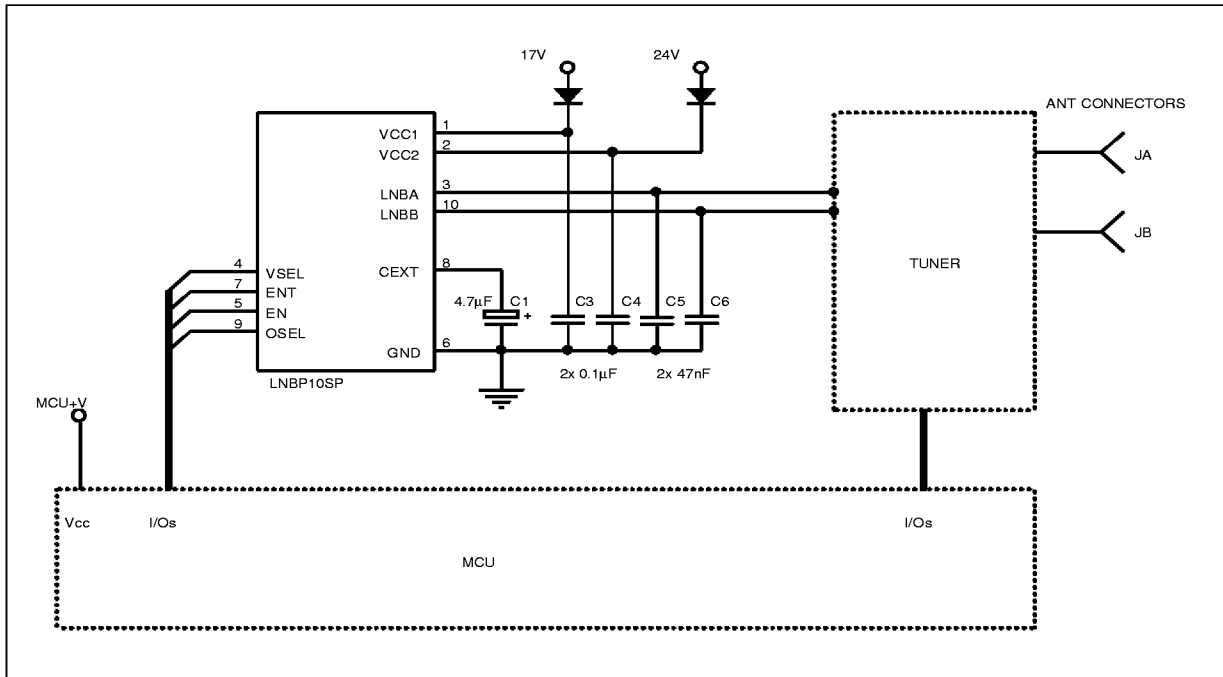 17V
24V
ANT CONNECTORS
VCC1
1
VCC2
2
JA
LNBA
3
LNBB
10
JB
TUNER
4
VSEL
CEXT
8
7
ENT
5
EN
4.7µF
C1
+
C3
C4
C5
C6
9
OSEL
GND
6
2x 0.1µF
2x 47nF
LNBP10SP
MCU+V
Vcc
I/Os
I/Os
MCU